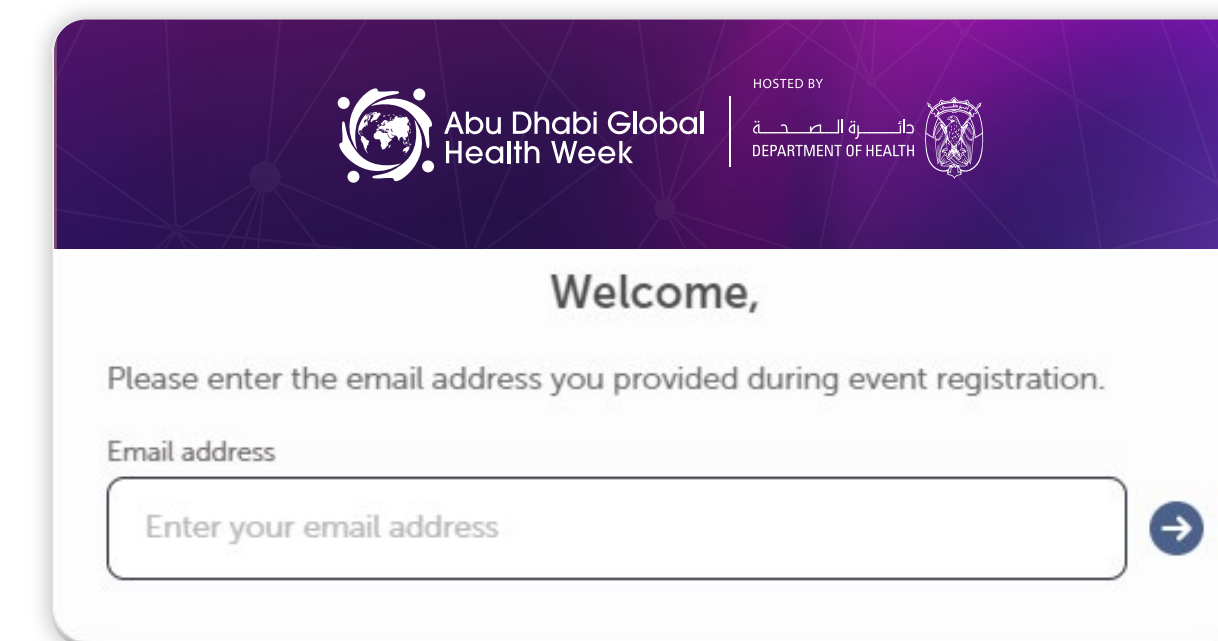 Abu Dhabi Global
Health Week
HOSTED BY
دائـــرة الـــصـــحـــة
DEPARTMENT OF HEALTH
Welcome,
Please enter the email address you provided during event registration.
Email address
Enter your email address